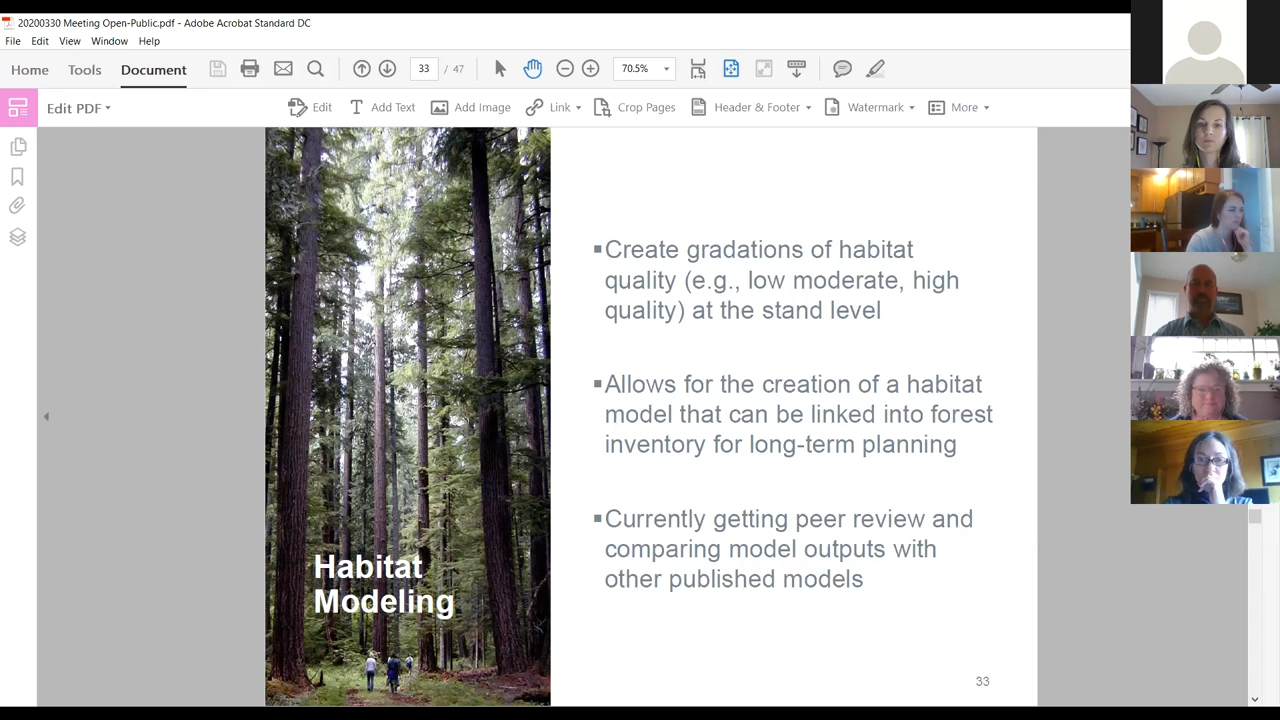 20200330 Meeting Open-Public.pdf - Adobe Acrobat Standard DC
File Edit View Window Help
Home Tools Document 33 / 47 70.5%
Edit PDF Edit Add Text Add Image Link Crop Pages Header & Footer Watermark More
Habitat
Modeling
▪Create gradations of habitat
quality (e.g., low moderate, high
quality) at the stand level
▪Allows for the creation of a habitat
model that can be linked into forest
inventory for long-term planning
▪Currently getting peer review and
comparing model outputs with
other published models
33